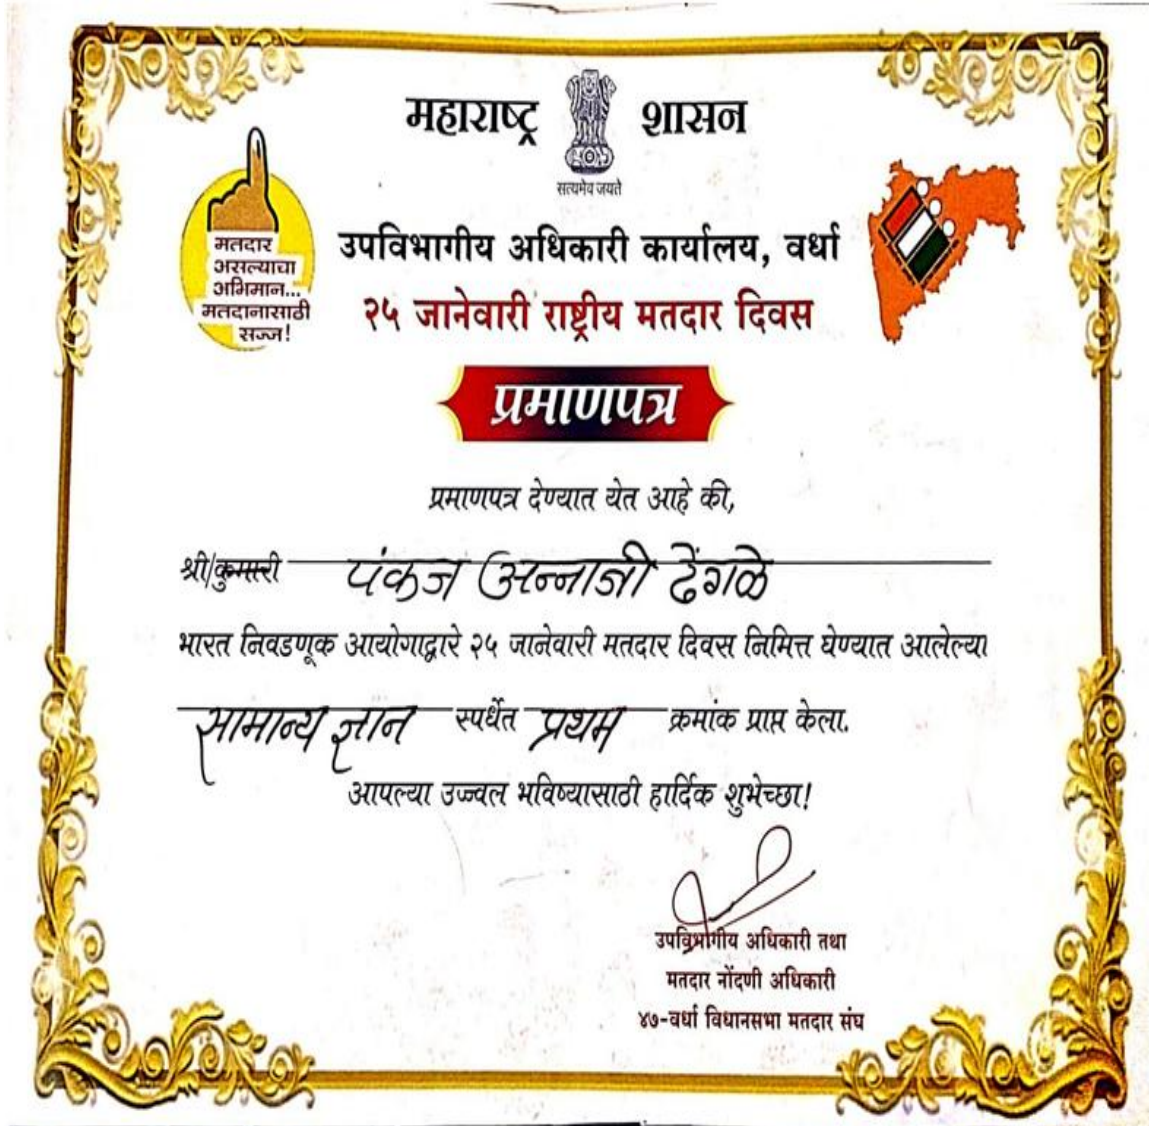 महाराष्ट्र शासन
सत्यमेव जयते
मतदार
असल्याचा
अभिमान...
मतदानासाठी
सज्ज!
उपविभागीय अधिकारी कार्यालय, वर्धा
२५ जानेवारी राष्ट्रीय मतदार दिवस
प्रमाणपत्र
प्रमाणपत्र देण्यात येत आहे की,
श्री/कुमारी पंकज अन्नाजी ढेंगळे
भारत निवडणूक आयोगाद्वारे २५ जानेवारी मतदार दिवस निमित्त घेण्यात आलेल्या
सामान्य ज्ञान स्पर्धेत प्रथम क्रमांक प्राप्त केला.
आपल्या उज्वल भविष्यासाठी हार्दिक शुभेच्छा!
उपविभागीय अधिकारी तथा
मतदार नोंदणी अधिकारी
४७-वर्धा विधानसभा मतदार संघ